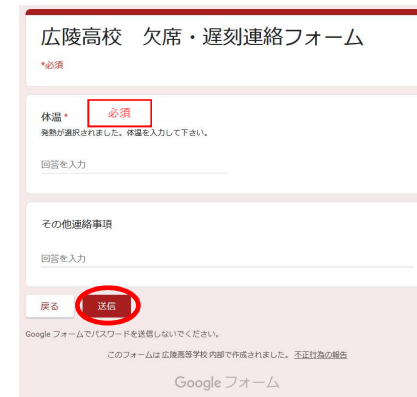 広陵高校　欠席・遅刻連絡フォーム
*必須
体温 * 必須
発熱が選択されました。体温を入力して下さい。
回答を入力
その他連絡事項
回答を入力
戻る 送信
Google フォームでパスワードを送信しないでください。
このフォームは 広陵高等学校 内部で作成されました。 不正行為の報告
Google フォーム